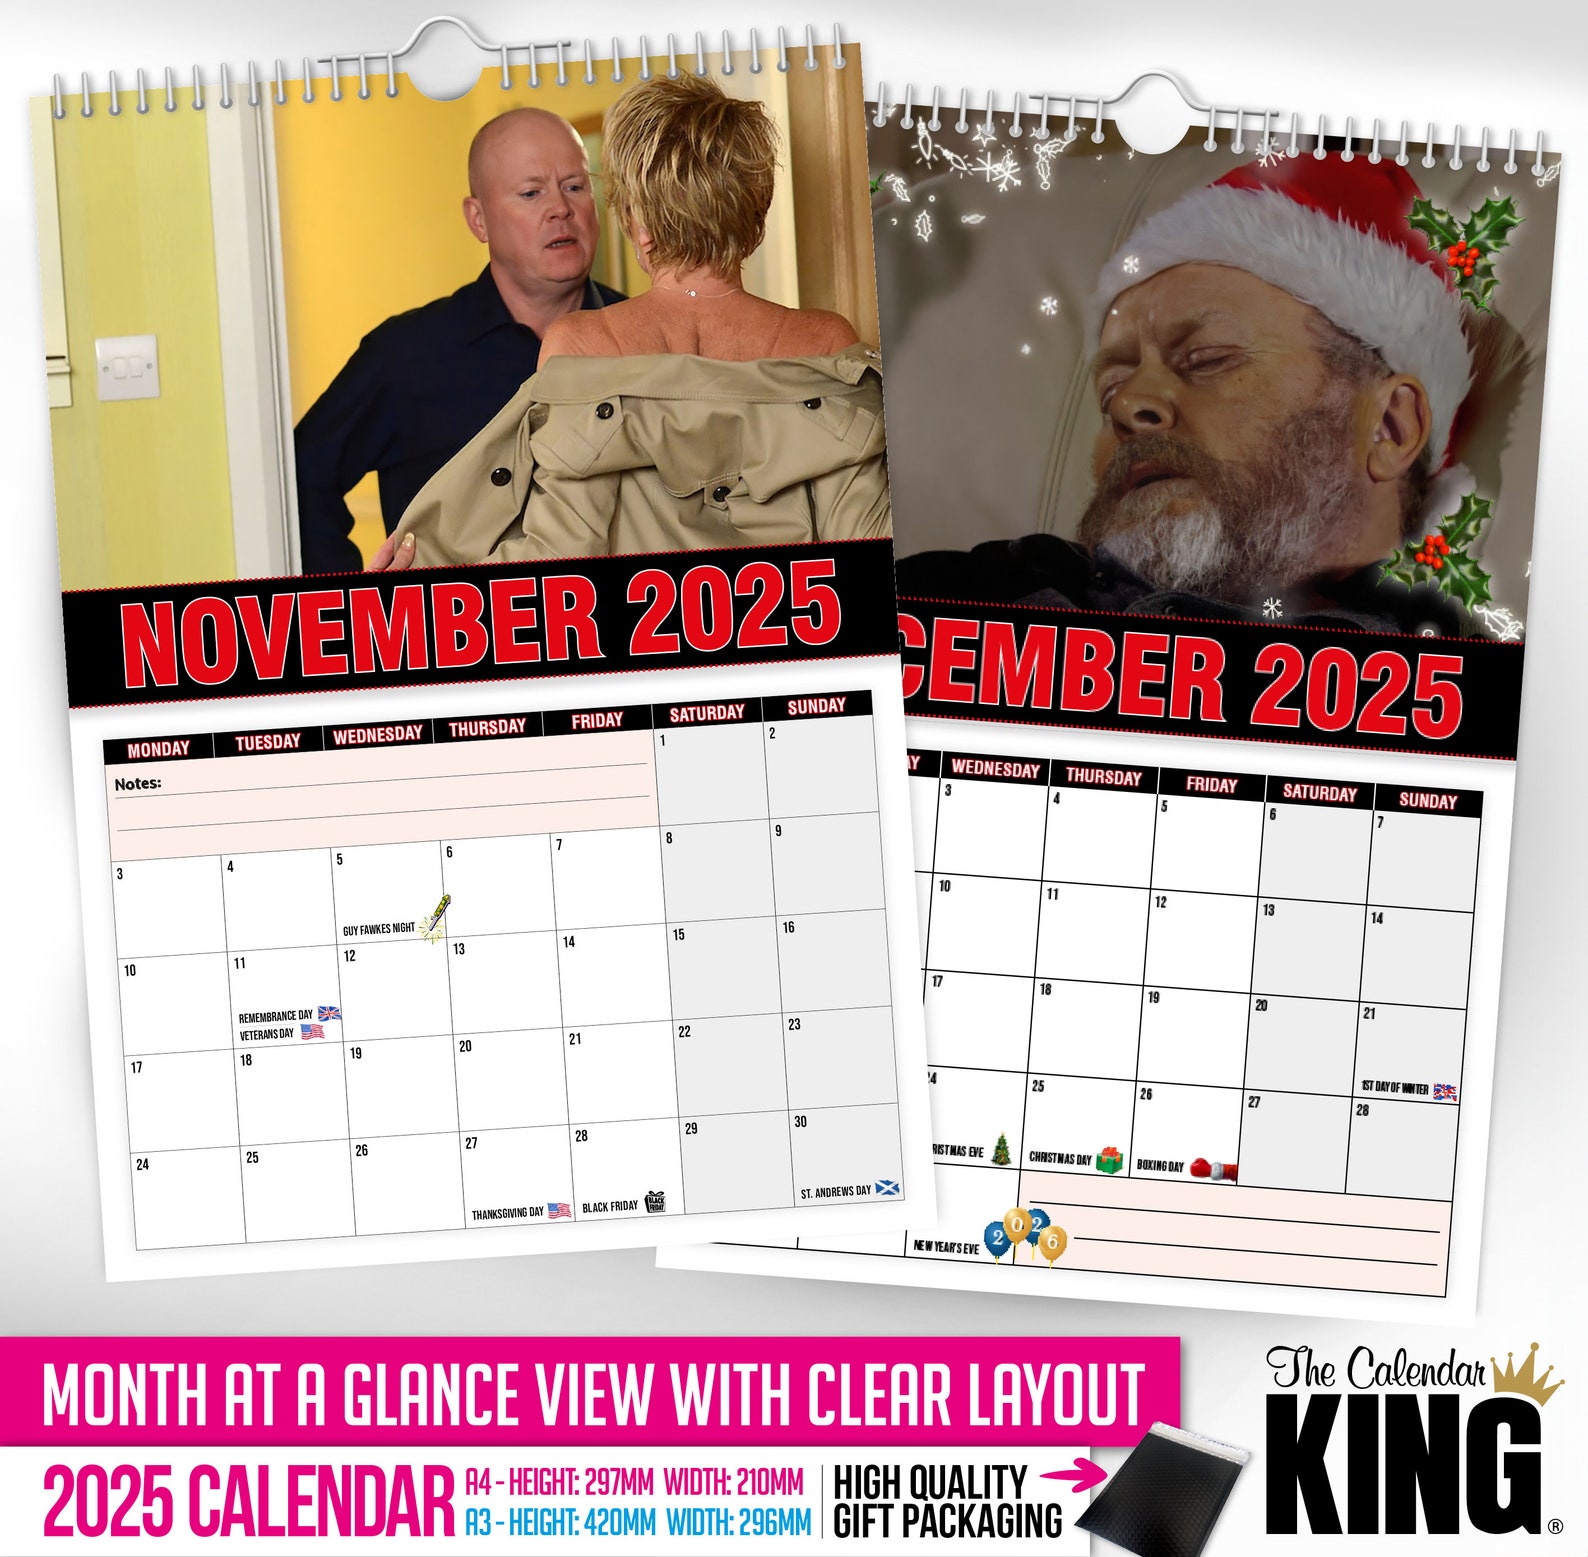 NOVEMBER 2025
MONDAY TUESDAY WEDNESDAY THURSDAY FRIDAY SATURDAY SUNDAY
Notes:
1 2
3 4 5 6 7 8 9
GUY FAWKES NIGHT
10 11 12 13 14 15 16
REMEMBRANCE DAY
VETERANS DAY
17 18 19 20 21 22 23
24 25 26 27 28 29 30
THANKSGIVING DAY BLACK FRIDAY BLACK FRIDAY ST. ANDREWS DAY
CEMBER 2025
AY WEDNESDAY THURSDAY FRIDAY SATURDAY SUNDAY
3 4 5 6 7
10 11 12 13 14
17 18 19 20 21
1ST DAY OF WINTER
24 25 26 27 28
RISTMAS EVE CHRISTMAS DAY BOXING DAY
NEW YEAR'S EVE 2026
MONTH AT A GLANCE VIEW WITH CLEAR LAYOUT
2025 CALENDAR
A4 - HEIGHT: 297MM WIDTH: 210MM
A3 - HEIGHT: 420MM WIDTH: 296MM
HIGH QUALITY
GIFT PACKAGING
The Calendar
KING®